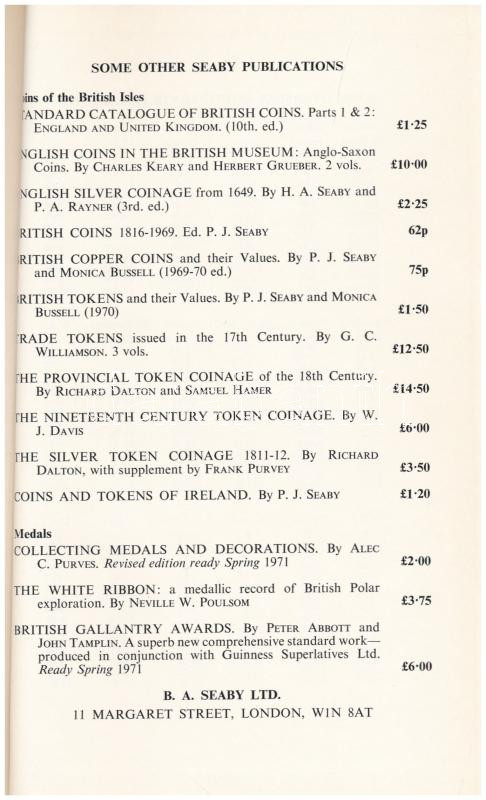 SOME OTHER SEABY PUBLICATIONS
ins of the British Isles
TANDARD CATALOGUE OF BRITISH COINS. Parts 1 & 2:
ENGLAND AND UNITED KINGDOM. (10th. ed.) £1·25
NGLISH COINS IN THE BRITISH MUSEUM: Anglo-Saxon
Coins. By CHARLES KEARY and HERBERT GRUEBER. 2 vols. £10·00
NGLISH SILVER COINAGE from 1649. By H. A. SEABY and
P. A. RAYNER (3rd. ed.) £2·25
RITISH COINS 1816-1969. Ed. P. J. SEABY 62p
RITISH COPPER COINS and their Values. By P. J. SEABY
and MONICA BUSSELL (1969-70 ed.) 75p
RITISH TOKENS and their Values. By P. J. SEABY and MONICA
BUSSELL (1970) £1·50
RADE TOKENS issued in the 17th Century. By G. C.
WILLIAMSON. 3 vols. £12·50
THE PROVINCIAL TOKEN COINAGE of the 18th Century.
By RICHARD DALTON and SAMUEL HAMER £14·50
THE NINETEENTH CENTURY TOKEN COINAGE. By W.
J. DAVIS £6·00
THE SILVER TOKEN COINAGE 1811-12. By RICHARD
DALTON, with supplement by FRANK PURVEY £3·50
COINS AND TOKENS OF IRELAND. By P. J. SEABY £1·20
Medals
COLLECTING MEDALS AND DECORATIONS. By ALEC
C. PURVES. Revised edition ready Spring 1971 £2·00
THE WHITE RIBBON: a medallic record of British Polar
exploration. By NEVILLE W. POULSOM £3·75
BRITISH GALLANTRY AWARDS. By PETER ABBOTT and
JOHN TAMPLIN. A superb new comprehensive standard work—
produced in conjunction with Guinness Superlatives Ltd.
Ready Spring 1971 £6·00
B. A. SEABY LTD.
11 MARGARET STREET, LONDON, W1N 8AT